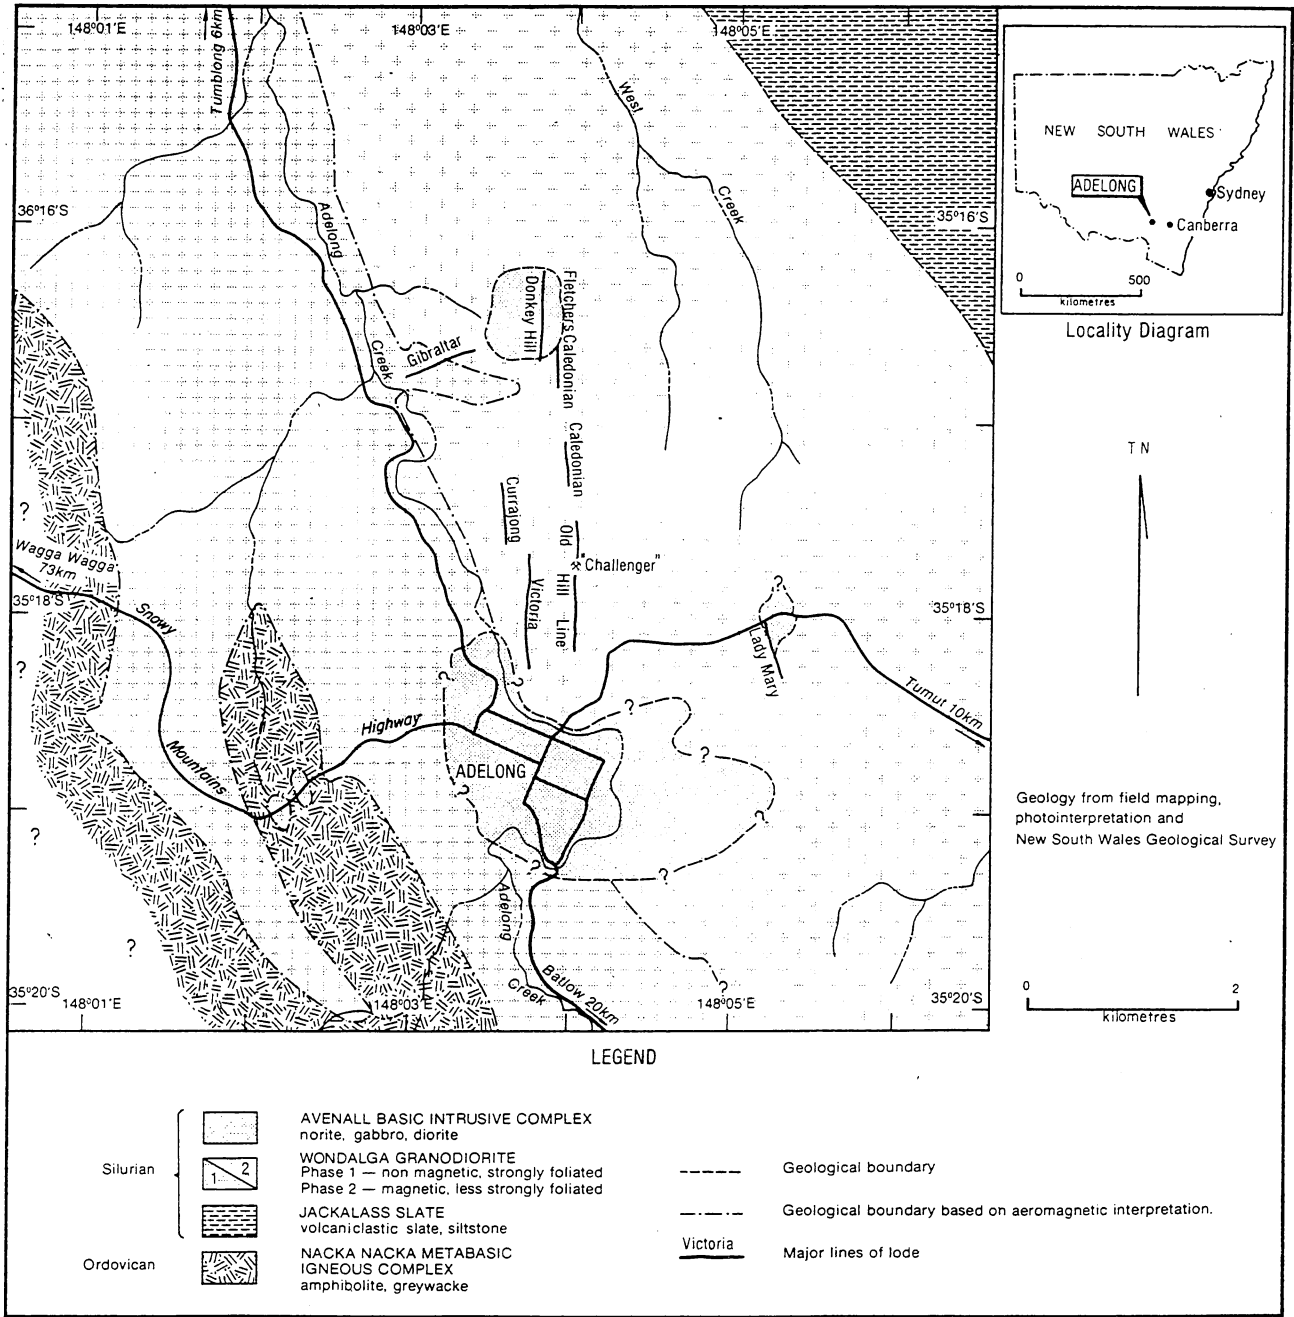 148°01'E
148°03'E
148°05'E
Tumblong 6km
West
Creek
36°16'S
35°16'S
Adelong
Creek
Gibraltar
Donkey Hill
Fletchers Caledonian
Caledonian
Currajong
Old Hill Line
"Challenger"
Victoria
?
Wagga Wagga
73km
35°18'S
35°18'S
Snowy
Mountains
Highway
?
?
Lady Mary
Tumut 10km
?
?
?
?
ADELONG
?
?
?
?
?
?
?
Adelong
Creek
Batlow 20km
35°20'S
148°01'E
148°03'E
148°05'E
35°20'S
NEW SOUTH WALES
ADELONG
Sydney
Canberra
0 500
kilometres
Locality Diagram
TN
Geology from field mapping,
photointerpretation and
New South Wales Geological Survey
0 2
kilometres
LEGEND
Silurian
AVENALL BASIC INTRUSIVE COMPLEX
norite, gabbro, diorite
1 2
WONDALGA GRANODIORITE
Phase 1 — non magnetic, strongly foliated
Phase 2 — magnetic, less strongly foliated
JACKALASS SLATE
volcaniclastic slate, siltstone
Ordovican
NACKA NACKA METABASIC
IGNEOUS COMPLEX
amphibolite, greywacke
Geological boundary
Geological boundary based on aeromagnetic interpretation.
Victoria
Major lines of lode